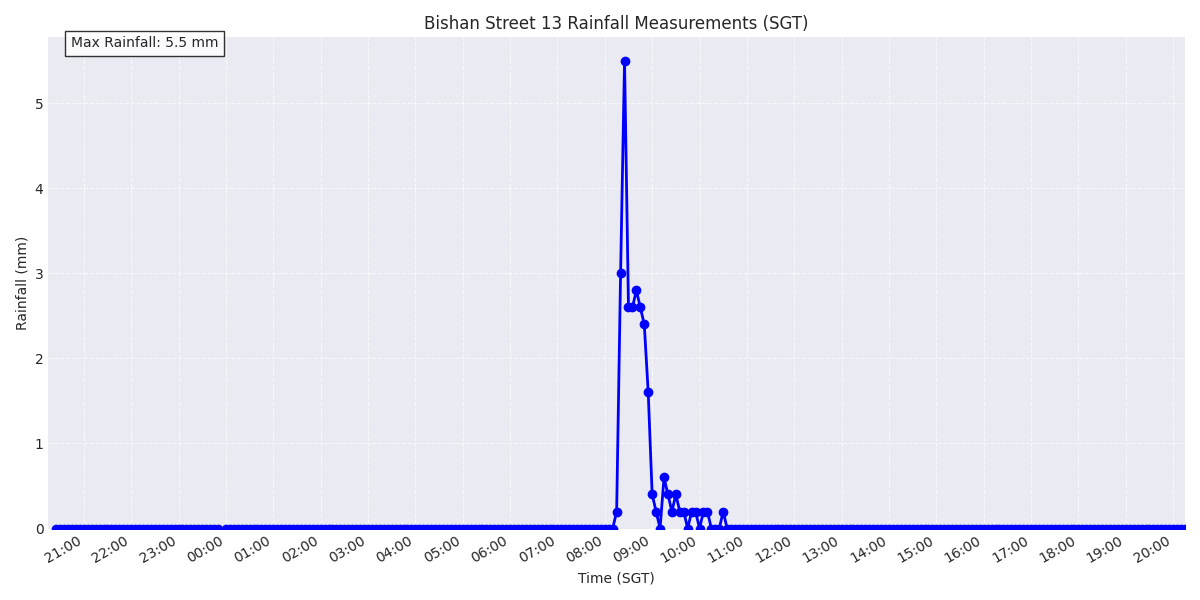 Bishan Street 13 Rainfall Measurements (SGT)
Max Rainfall: 5.5 mm
Rainfall (mm)
5
4
3
2
1
0
21:00 22:00 23:00 00:00 01:00 02:00 03:00 04:00 05:00 06:00 07:00 08:00 09:00 10:00 11:00 12:00 13:00 14:00 15:00 16:00 17:00 18:00 19:00 20:00
Time (SGT)